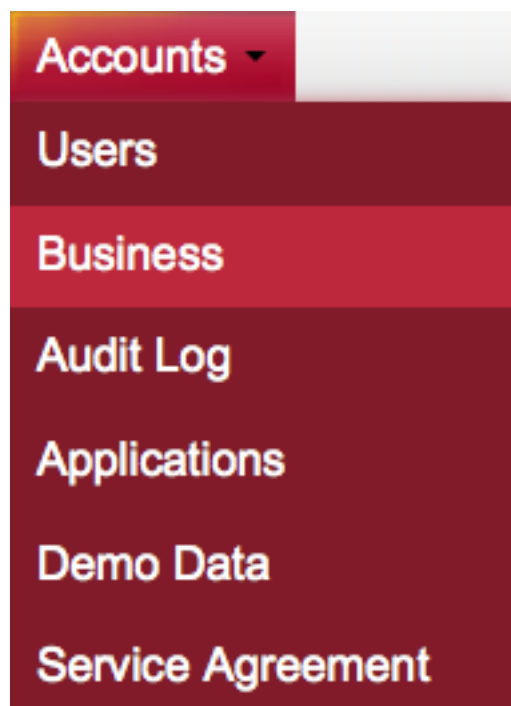 Accounts
Users
Business
Audit Log
Applications
Demo Data
Service Agreement